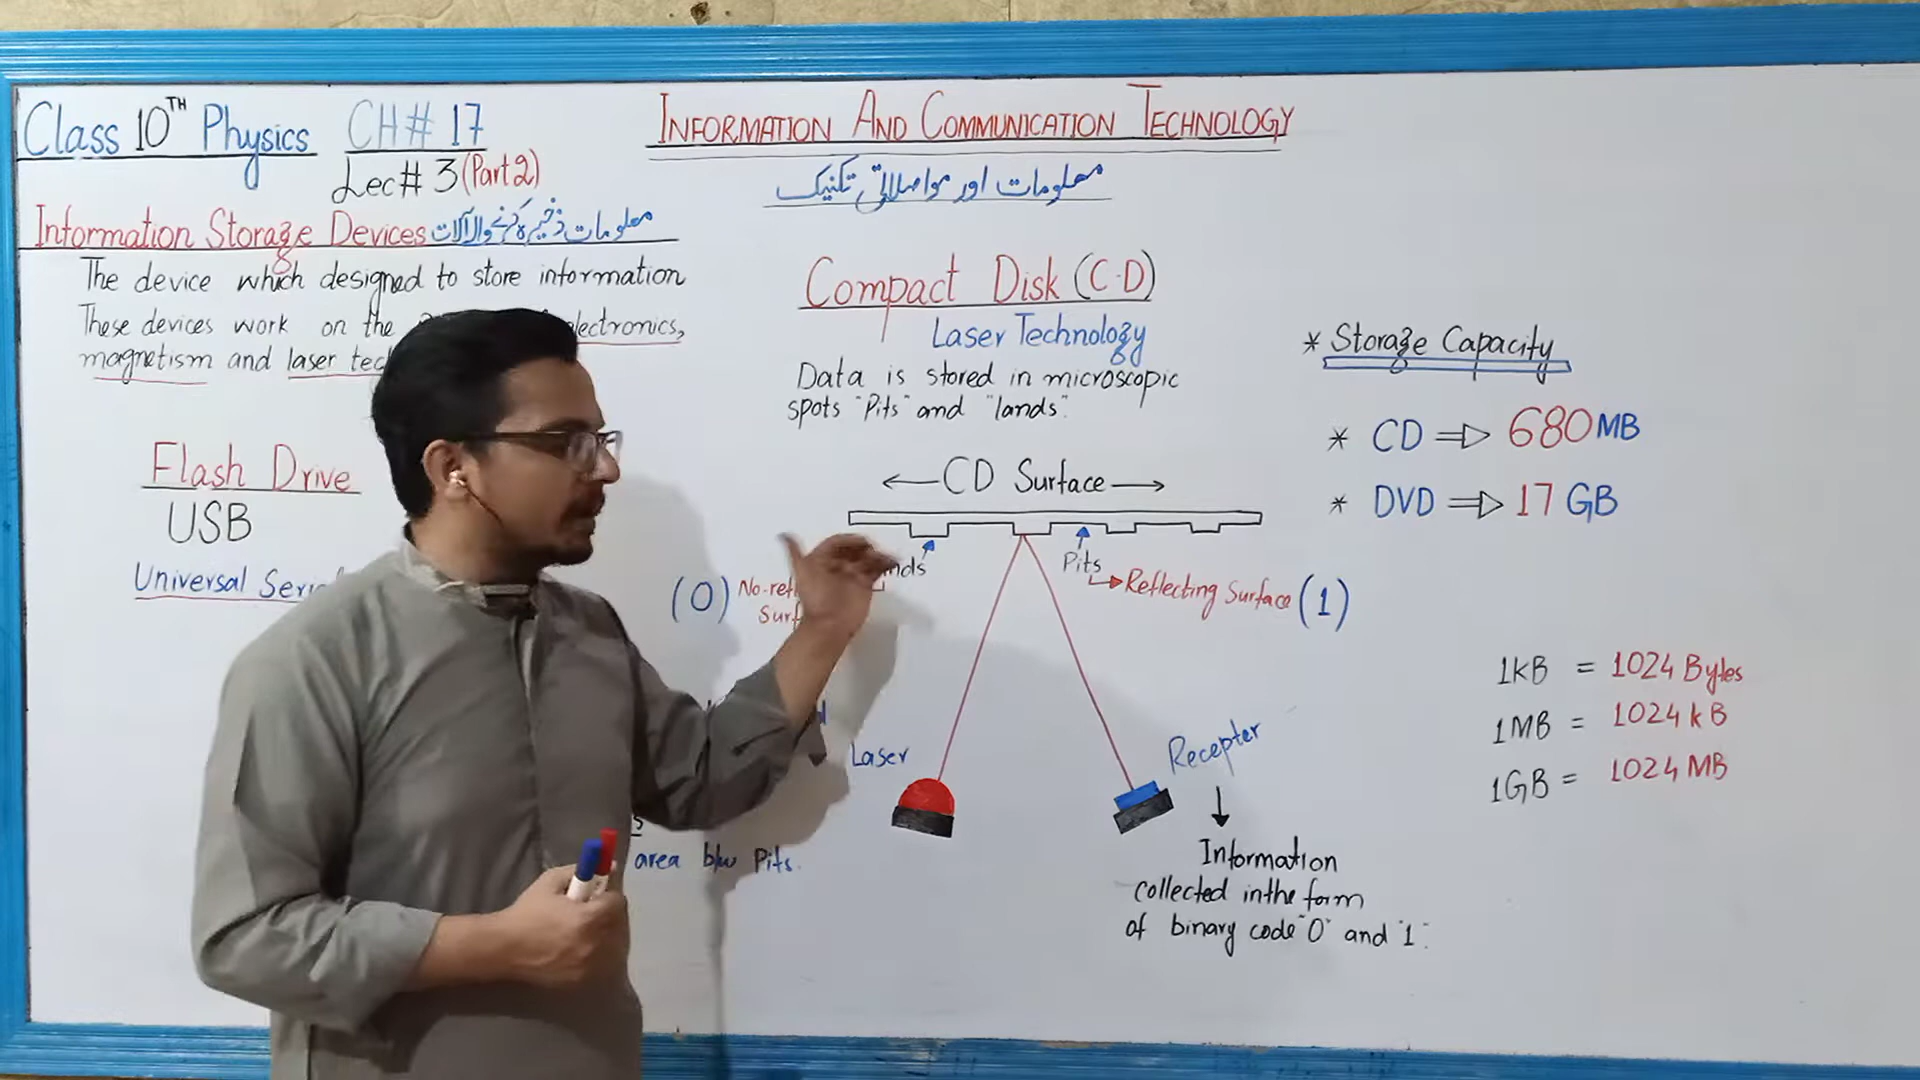 Class 10TH Physics CH# 17
Lec# 3 (Part 2)
INFORMATION AND COMMUNICATION TECHNOLOGY
معلومات اور مواصلاتی تکنیک
Information Storage Devices معلومات ذخیرہ کرنے والا آلات
The device which designed to store information
These devices work on the
magnetism and laser
Flash Drive
USB
Universal
Compact Disk (C.D)
Laser Technology
Data is stored in microscopic
spots "Pits" and "lands".
CD Surface
Pits
(0)
Reflecting Surface (1)
Laser
Recepter
Information
collected in the form
of binary code "0" and "1".
area b/w Pits.
* Storage Capacity
* CD ⇒ 680 MB
* DVD ⇒ 17 GB
1kB = 1024 Bytes
1MB = 1024 kB
1GB = 1024 MB